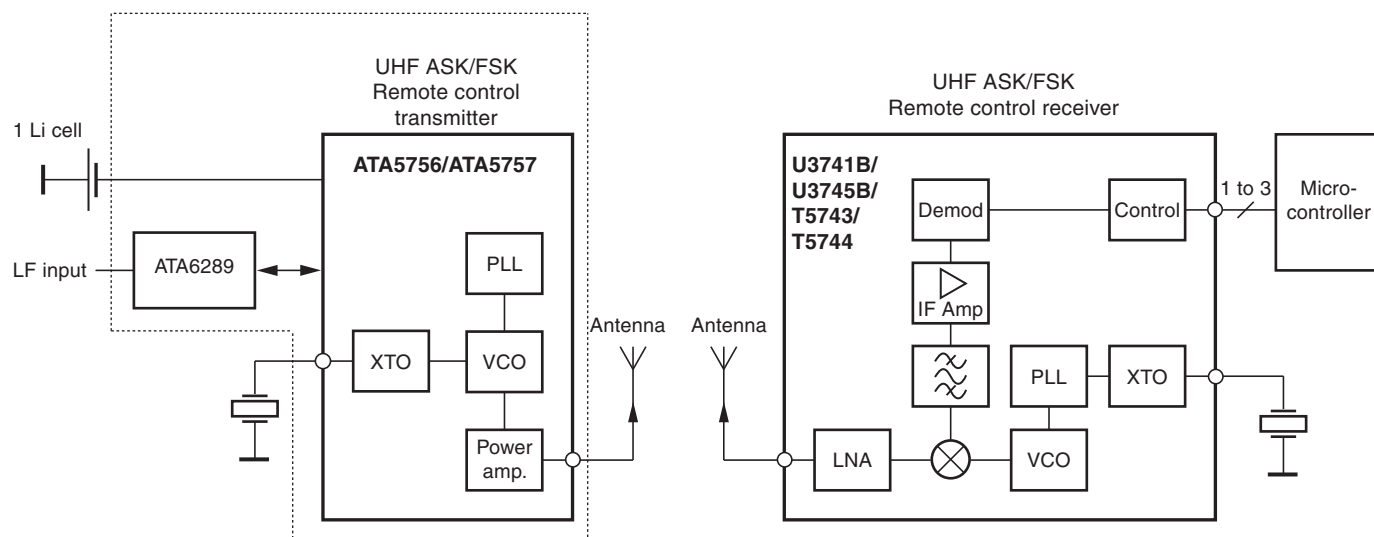 UHF ASK/FSK
Remote control
transmitter
1 Li cell
ATA5756/ATA5757
LF input
ATA6289
PLL
XTO
VCO
Power
amp.
Antenna
Antenna
UHF ASK/FSK
Remote control receiver
U3741B/
U3745B/
T5743/
T5744
Demod
Control
1 to 3
Micro-
controller
IF Amp
PLL
XTO
LNA
VCO